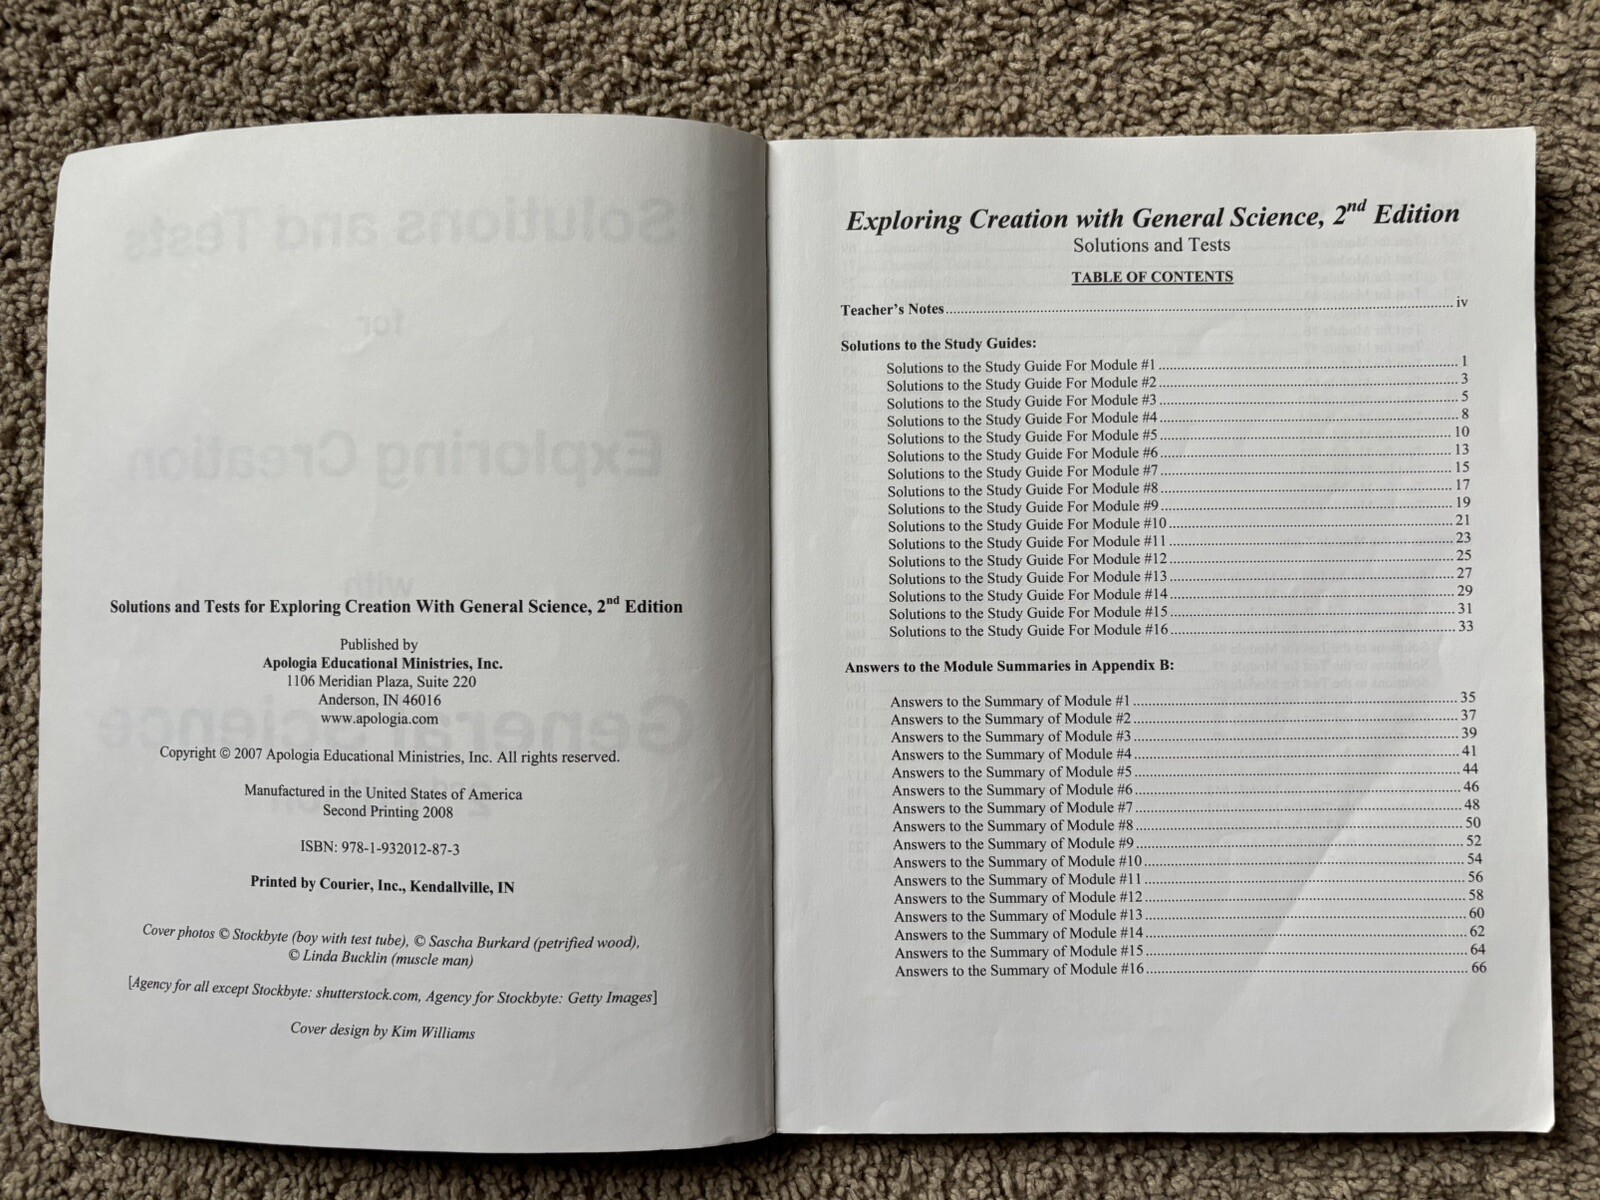 Solutions and Tests for Exploring Creation With General Science, 2nd Edition
Published by
Apologia Educational Ministries, Inc.
1106 Meridian Plaza, Suite 220
Anderson, IN 46016
www.apologia.com
Copyright © 2007 Apologia Educational Ministries, Inc. All rights reserved.
Manufactured in the United States of America
Second Printing 2008
ISBN: 978-1-932012-87-3
Printed by Courier, Inc., Kendallville, IN
Cover photos © Stockbyte (boy with test tube), © Sascha Burkard (petrified wood),
© Linda Bucklin (muscle man)
[Agency for all except Stockbyte: shutterstock.com, Agency for Stockbyte: Getty Images]
Cover design by Kim Williams
Exploring Creation with General Science, 2nd Edition
Solutions and Tests
TABLE OF CONTENTS
Teacher's Notes iv
Solutions to the Study Guides:
Solutions to the Study Guide For Module #1 1
Solutions to the Study Guide For Module #2 3
Solutions to the Study Guide For Module #3 5
Solutions to the Study Guide For Module #4 8
Solutions to the Study Guide For Module #5 10
Solutions to the Study Guide For Module #6 13
Solutions to the Study Guide For Module #7 15
Solutions to the Study Guide For Module #8 17
Solutions to the Study Guide For Module #9 19
Solutions to the Study Guide For Module #10 21
Solutions to the Study Guide For Module #11 23
Solutions to the Study Guide For Module #12 25
Solutions to the Study Guide For Module #13 27
Solutions to the Study Guide For Module #14 29
Solutions to the Study Guide For Module #15 31
Solutions to the Study Guide For Module #16 33
Answers to the Module Summaries in Appendix B:
Answers to the Summary of Module #1 35
Answers to the Summary of Module #2 37
Answers to the Summary of Module #3 39
Answers to the Summary of Module #4 41
Answers to the Summary of Module #5 44
Answers to the Summary of Module #6 46
Answers to the Summary of Module #7 48
Answers to the Summary of Module #8 50
Answers to the Summary of Module #9 52
Answers to the Summary of Module #10 54
Answers to the Summary of Module #11 56
Answers to the Summary of Module #12 58
Answers to the Summary of Module #13 60
Answers to the Summary of Module #14 62
Answers to the Summary of Module #15 64
Answers to the Summary of Module #16 66